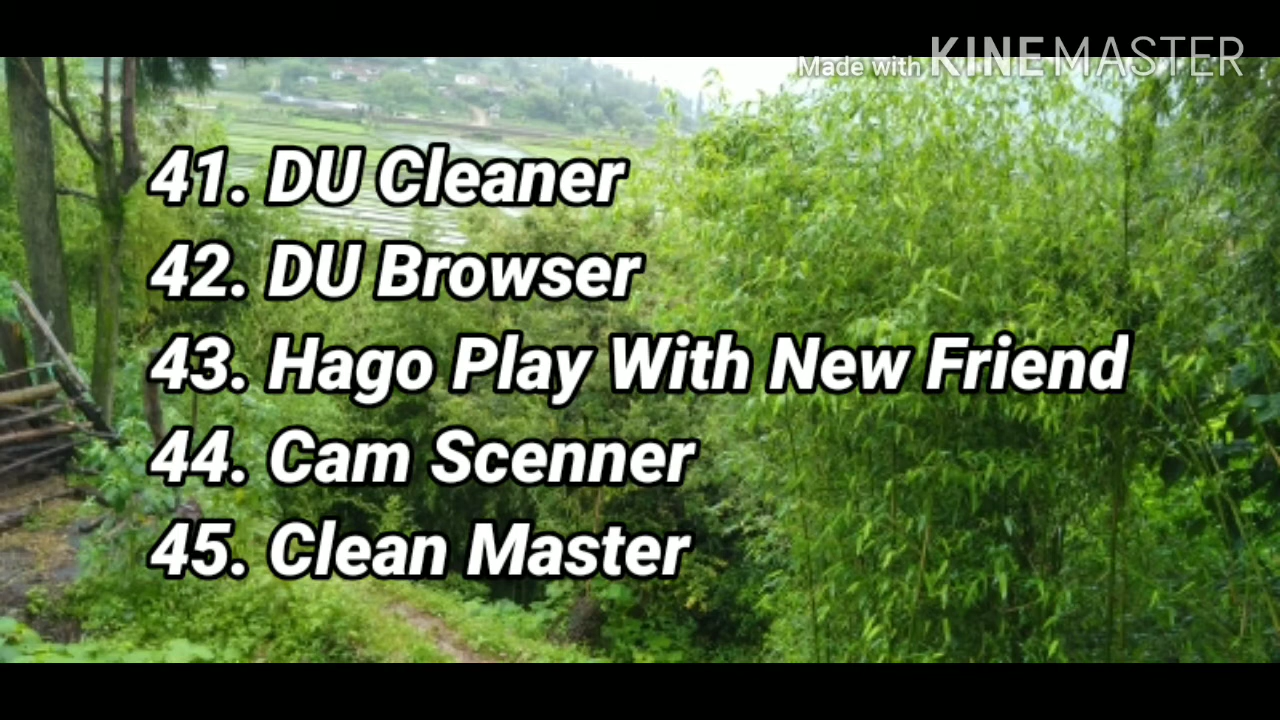 Made with KINEMASTER
41. DU Cleaner
42. DU Browser
43. Hago Play With New Friend
44. Cam Scenner
45. Clean Master